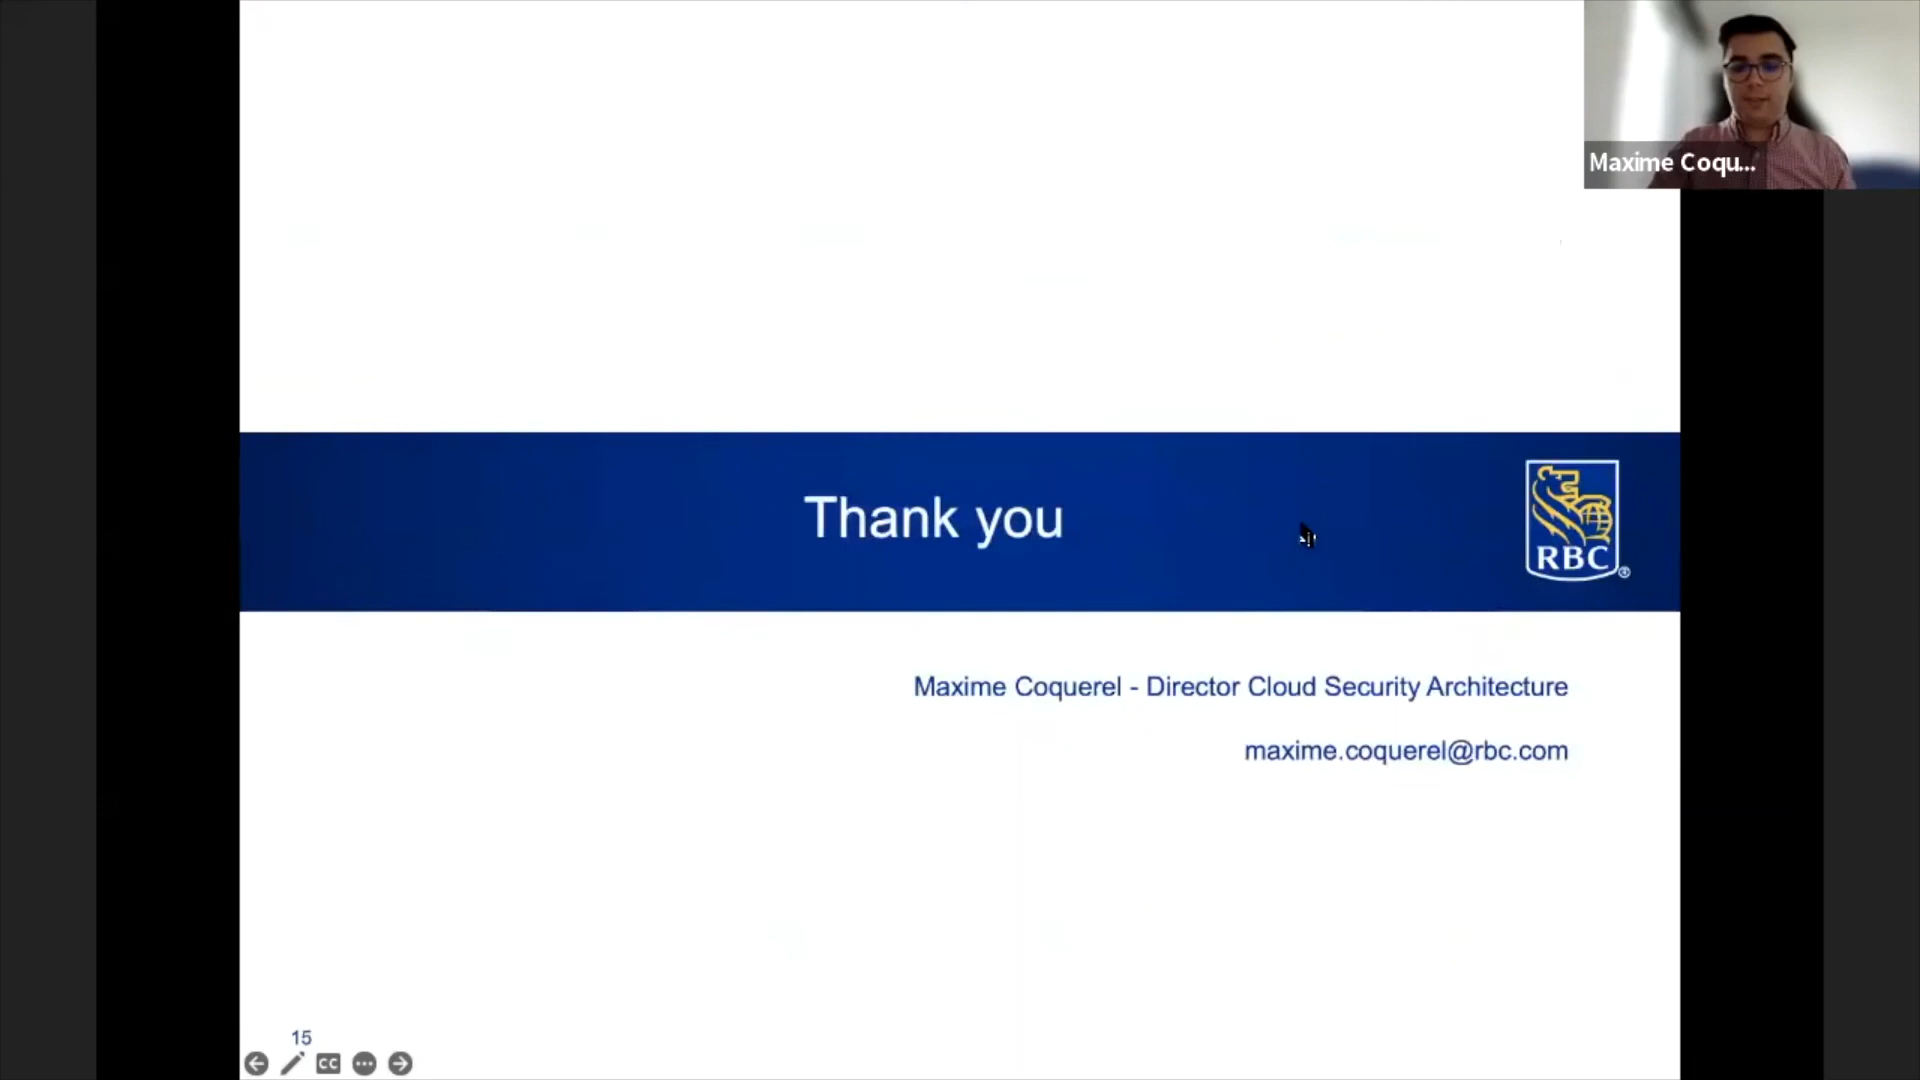 Maxime Coqu...
Thank you
RBC
®
Maxime Coquerel - Director Cloud Security Architecture
maxime.coquerel@rbc.com
15
CC